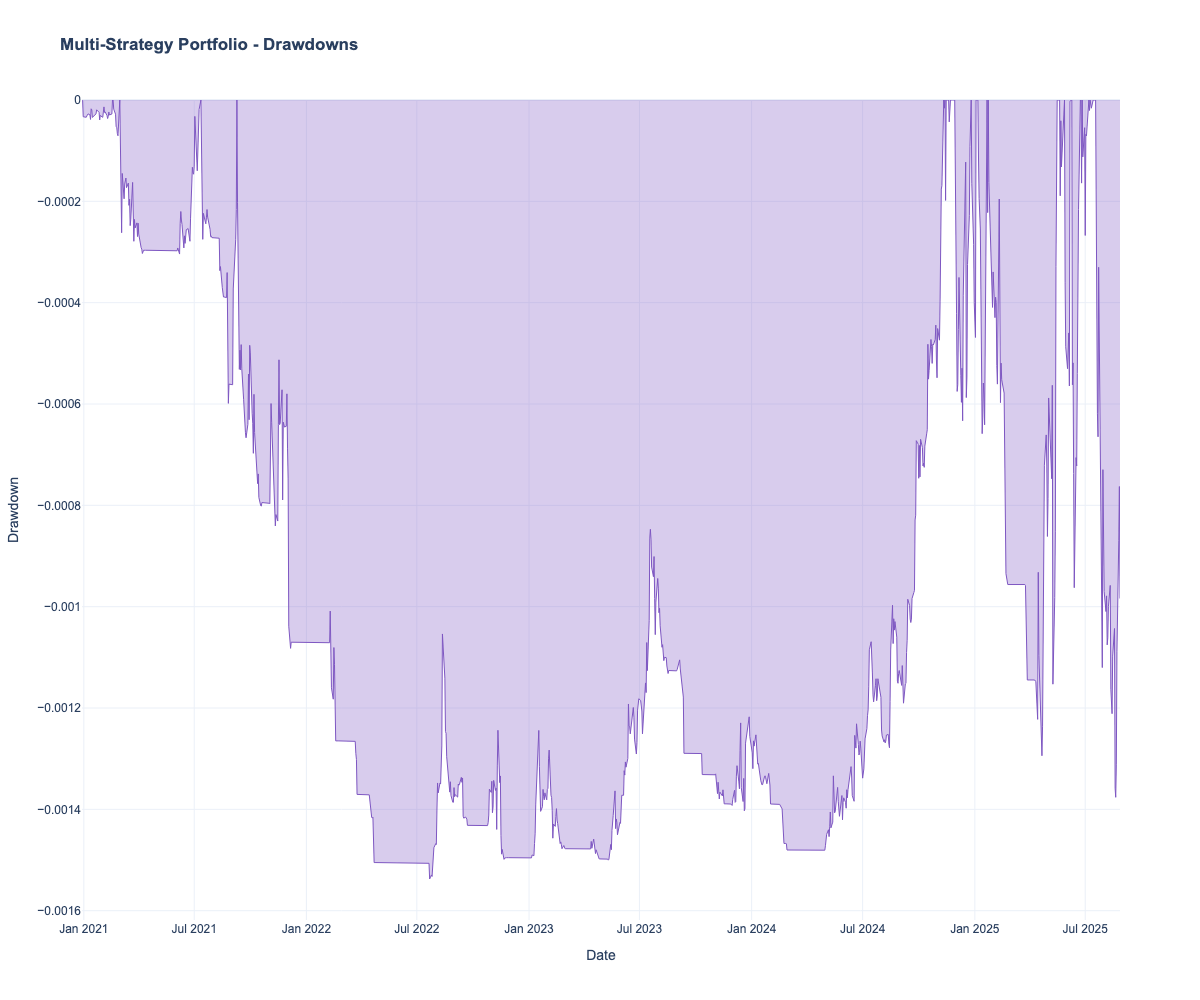 Multi-Strategy Portfolio - Drawdowns
0
−0.0002
−0.0004
−0.0006
−0.0008
−0.001
−0.0012
−0.0014
−0.0016
Drawdown
Jan 2021 Jul 2021 Jan 2022 Jul 2022 Jan 2023 Jul 2023 Jan 2024 Jul 2024 Jan 2025 Jul 2025
Date